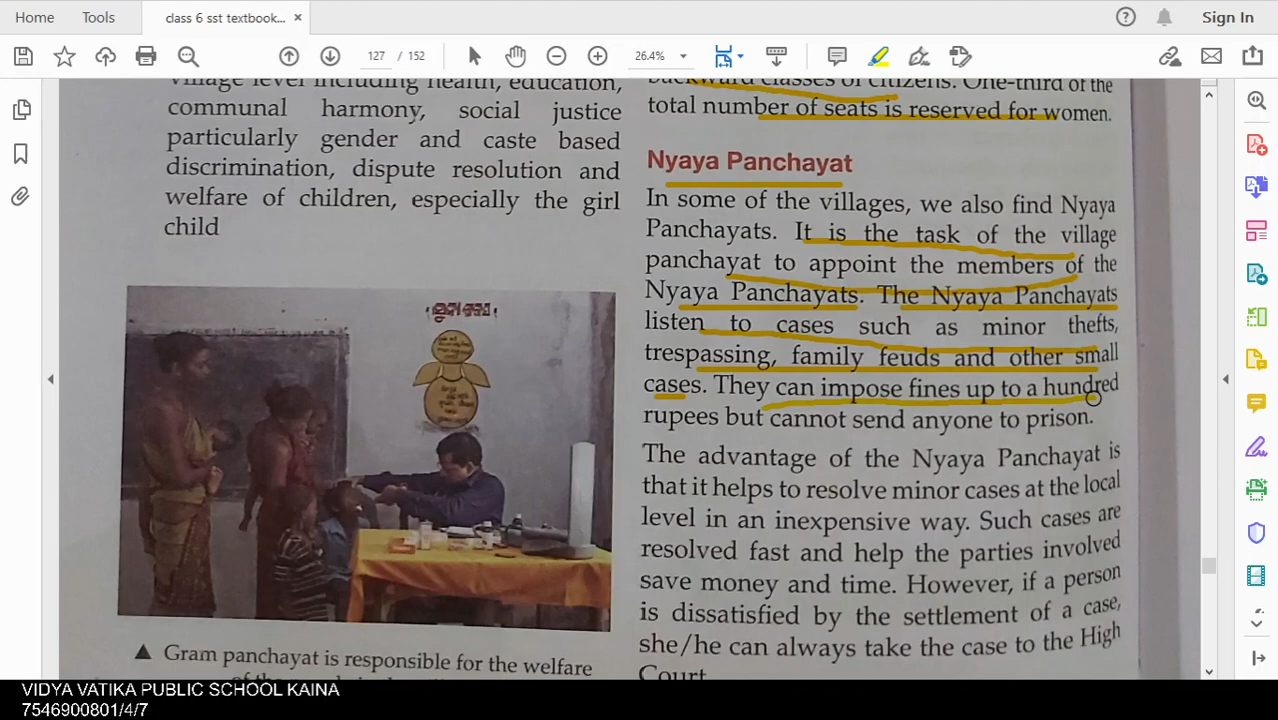 Home
Tools
class 6 sst textbook...
×
?
Sign In
127 / 152
26.4%
village level including health, education,
communal harmony, social justice
particularly gender and caste based
discrimination, dispute resolution and
welfare of children, especially the girl
child
▲ Gram panchayat is responsible for the welfare
backward classes of citizens. One-third of the
total number of seats is reserved for women.
Nyaya Panchayat
In some of the villages, we also find Nyaya
Panchayats. It is the task of the village
panchayat to appoint the members of the
Nyaya Panchayats. The Nyaya Panchayats
listen to cases such as minor thefts,
trespassing, family feuds and other small
cases. They can impose fines up to a hundred
rupees but cannot send anyone to prison.
The advantage of the Nyaya Panchayat is
that it helps to resolve minor cases at the local
level in an inexpensive way. Such cases are
resolved fast and help the parties involved
save money and time. However, if a person
is dissatisfied by the settlement of a case,
she/he can always take the case to the High
Court
VIDYA VATIKA PUBLIC SCHOOL KAINA
7546900801/4/7